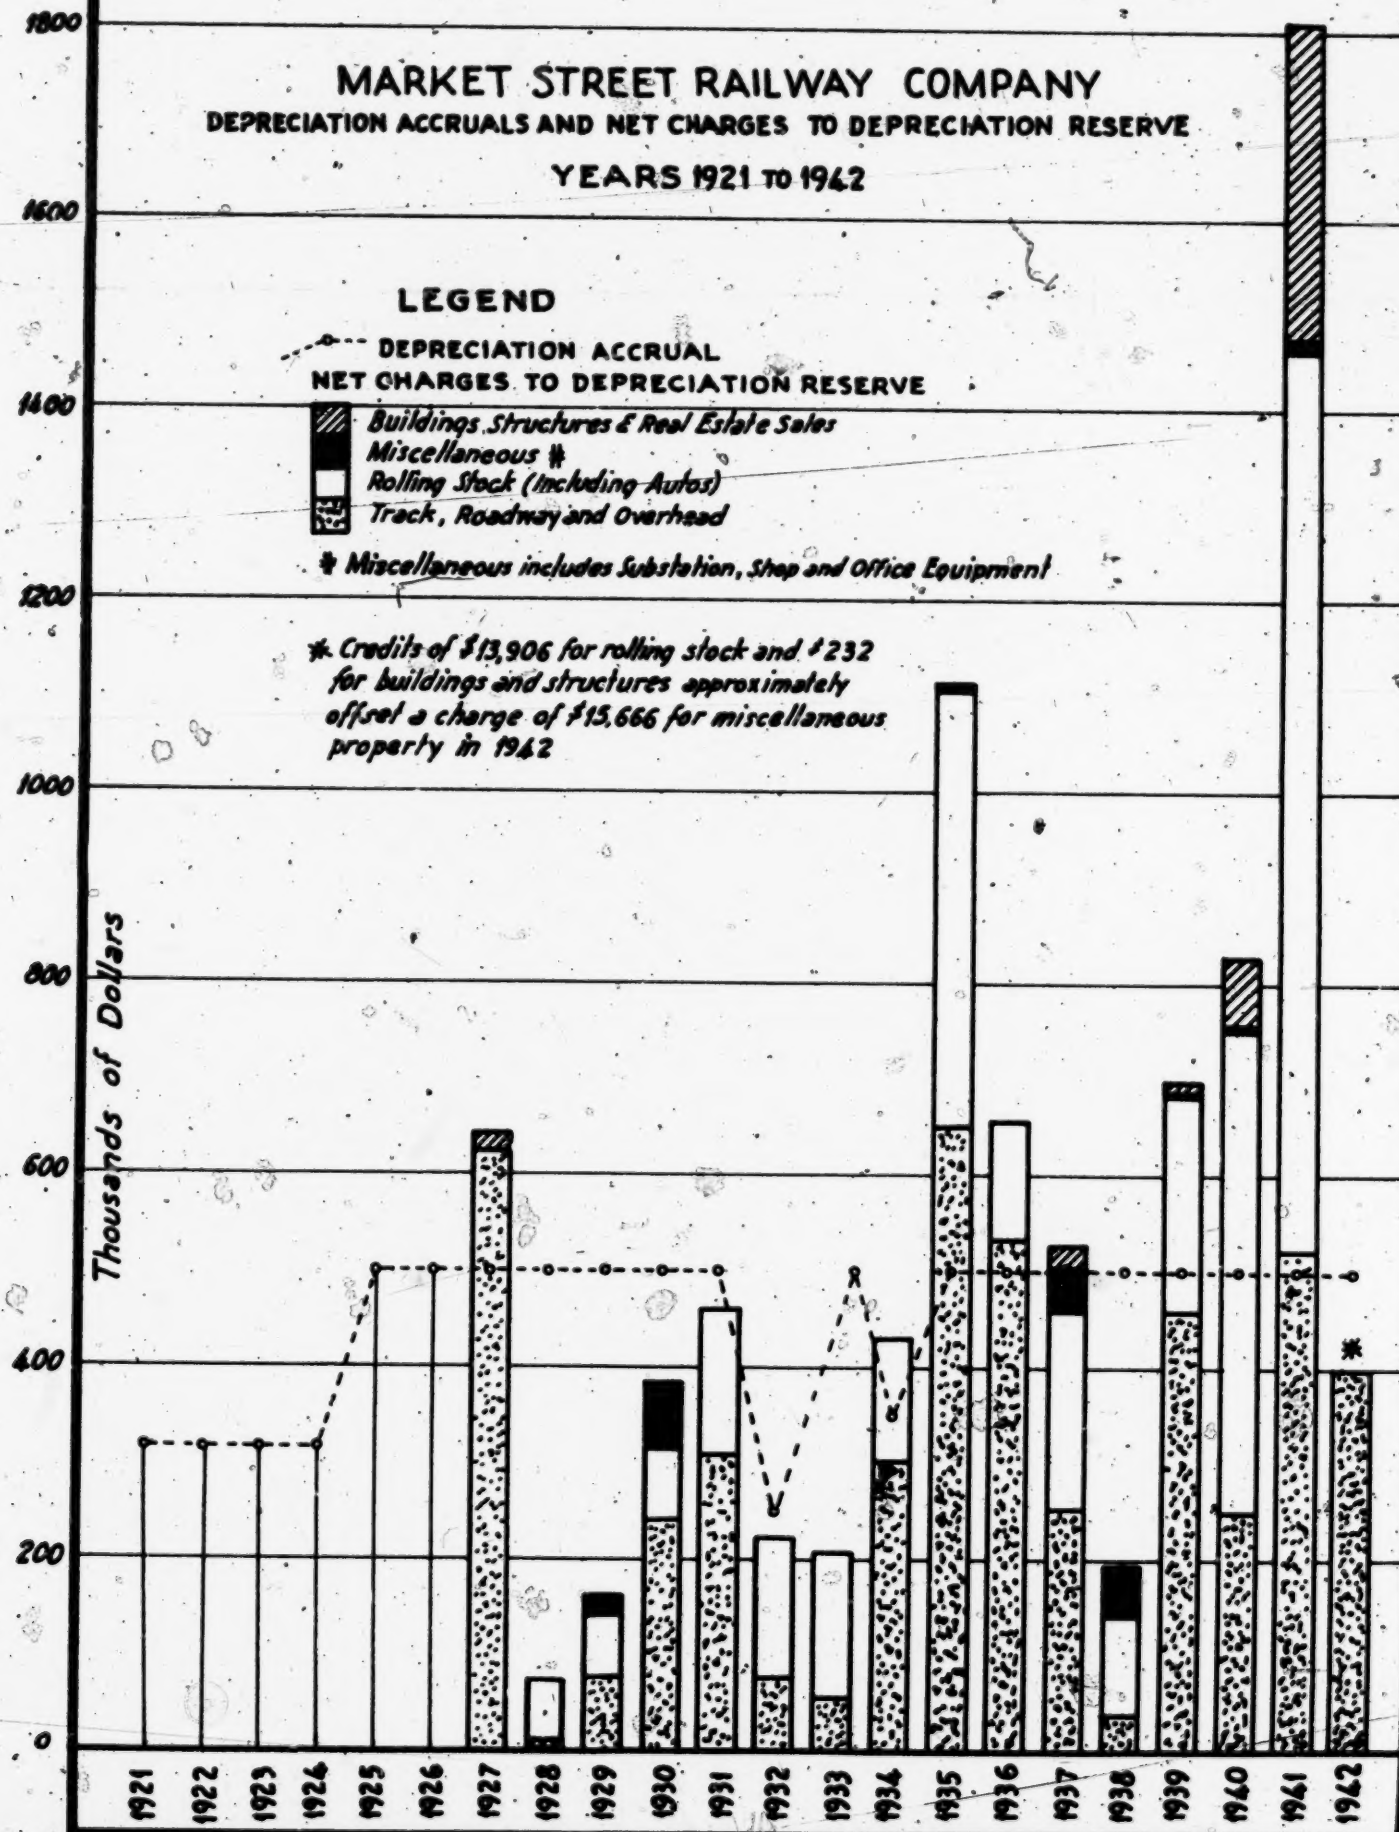 MARKET STREET RAILWAY COMPANY
DEPRECIATION ACCRUALS AND NET CHARGES TO DEPRECIATION RESERVE
YEARS 1921 TO 1942
LEGEND
DEPRECIATION ACCRUAL
NET CHARGES TO DEPRECIATION RESERVE
Buildings, Structures & Real Estate Sales
Miscellaneous #
Rolling Stock (Including Autos)
Track, Roadway and Overhead
# Miscellaneous includes Substation, Shop and Office Equipment
* Credits of $13,906 for rolling stock and $232
for buildings and structures approximately
offset a charge of $15,666 for miscellaneous
property in 1942
1800
1600
1400
1200
1000
800
600
400
200
0
Thousands of Dollars
*
1921 1922 1923 1924 1925 1926 1927 1928 1929 1930 1931 1932 1933 1934 1935 1936 1937 1938 1939 1940 1941 1942